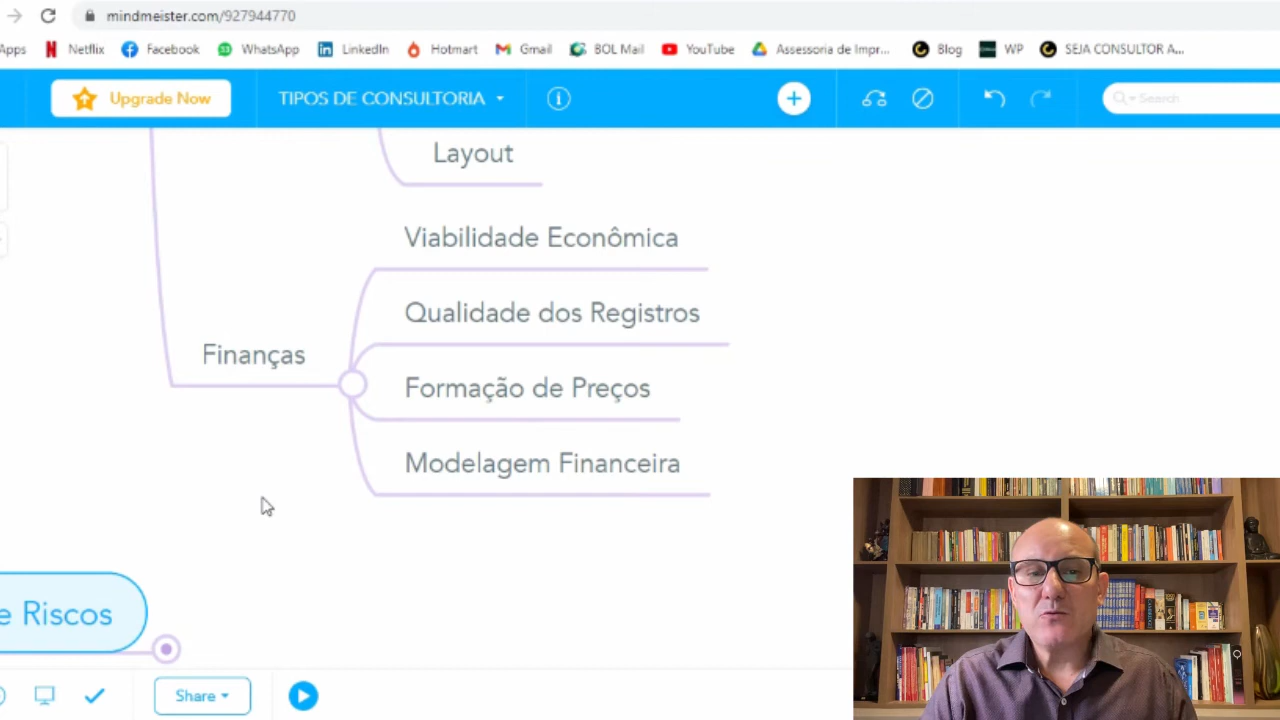 mindmeister.com/927944770
Apps Netflix Facebook WhatsApp LinkedIn Hotmart Gmail BOL Mail YouTube Assessoria de Impr... Blog WP SEJA CONSULTOR A...
Upgrade Now TIPOS DE CONSULTORIA Search
Layout
Viabilidade Econômica
Qualidade dos Registros
Finanças
Formação de Preços
Modelagem Financeira
e Riscos
Share